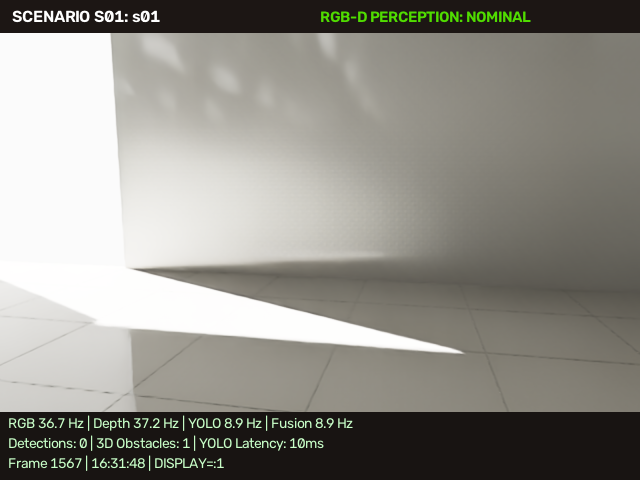 SCENARIO S01: s01
RGB-D PERCEPTION: NOMINAL
RGB 36.7 Hz | Depth 37.2 Hz | YOLO 8.9 Hz | Fusion 8.9 Hz
Detections: 0 | 3D Obstacles: 1 | YOLO Latency: 10ms
Frame 1567 | 16:31:48 | DISPLAY=:1